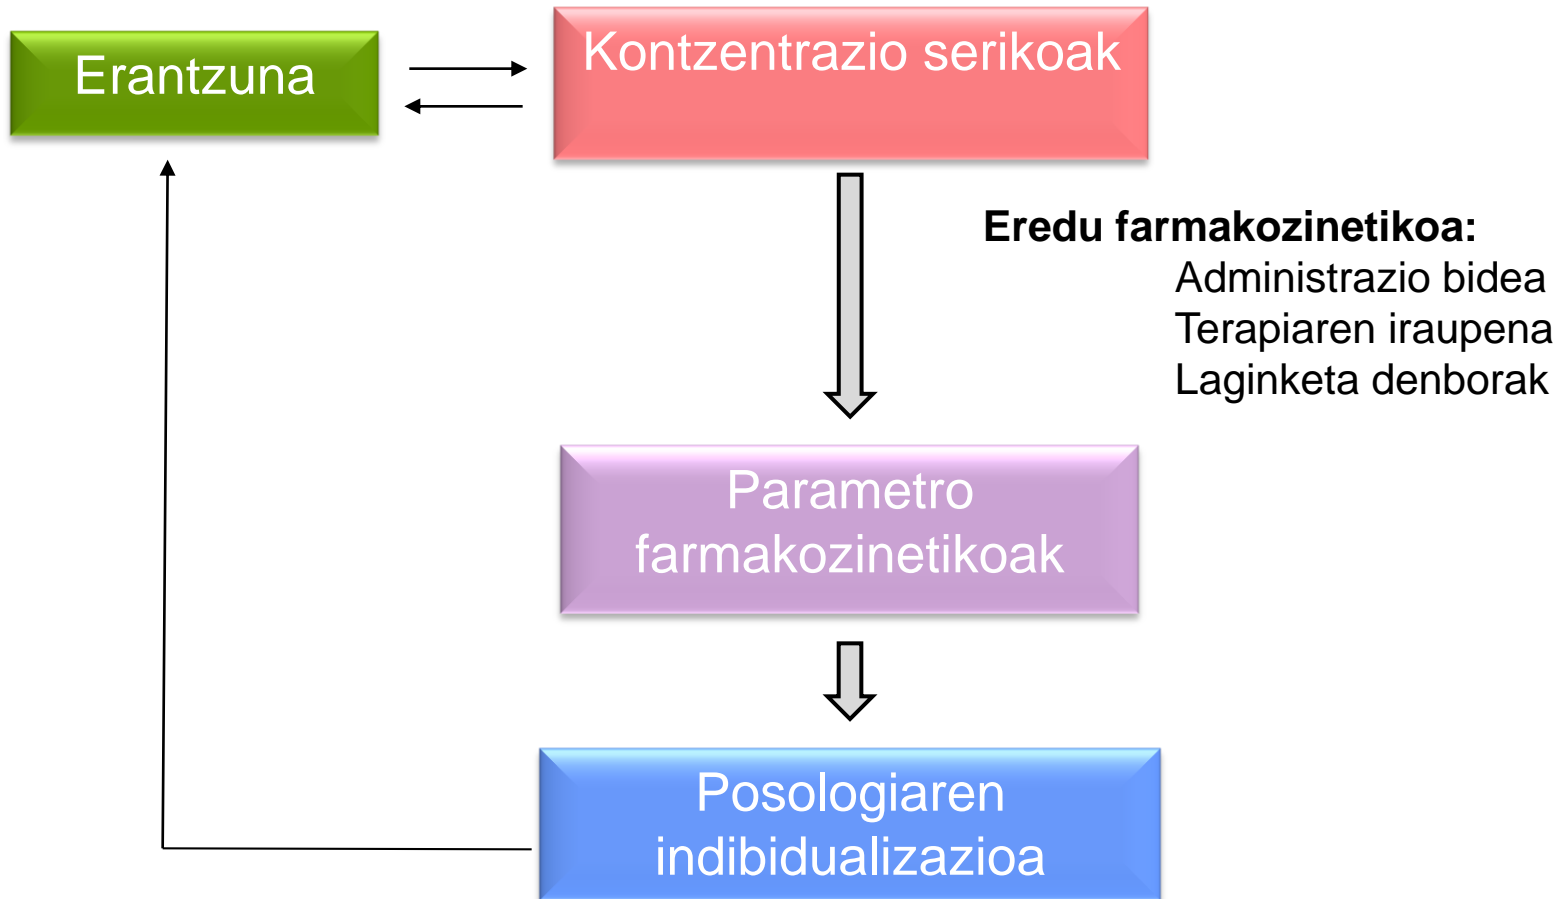 Erantzuna
Kontzentrazio serikoak
Eredu farmakozinetikoa:
Administrazio bidea
Terapiaren iraupena
Laginketa denborak
Parametro
farmakozinetikoak
Posologiaren
indibidualizazioa